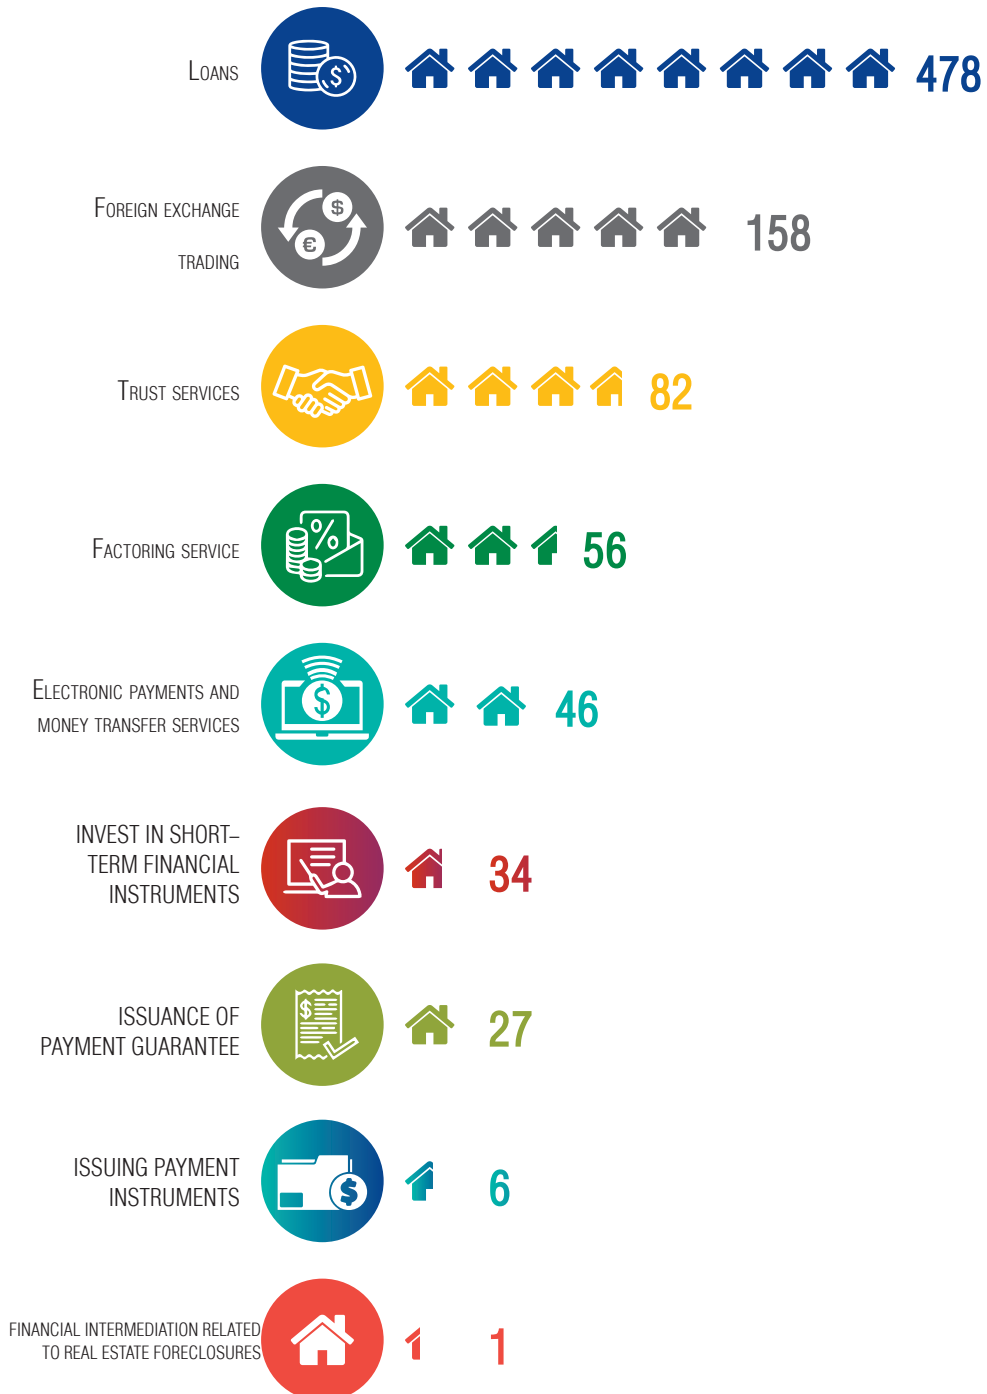 Loans
$
478
Foreign exchange
trading
$
€
158
Trust services
82
Factoring service
%
56
Electronic payments and
money transfer services
$
46
INVEST IN SHORT–
TERM FINANCIAL
INSTRUMENTS
34
ISSUANCE OF
PAYMENT GUARANTEE
$
27
ISSUING PAYMENT
INSTRUMENTS
$
6
FINANCIAL INTERMEDIATION RELATED
TO REAL ESTATE FORECLOSURES
1